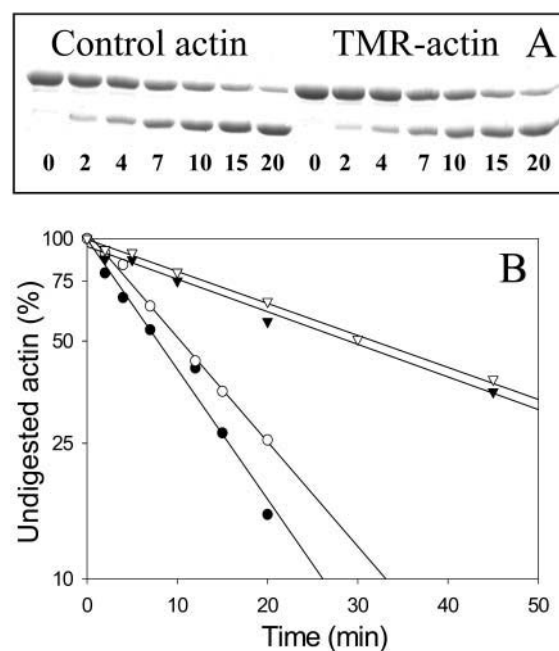 Control actin TMR-actin A
0 2 4 7 10 15 20 0 2 4 7 10 15 20
B
100
75
50
25
10
Undigested actin (%)
0 10 20 30 40 50
Time (min)